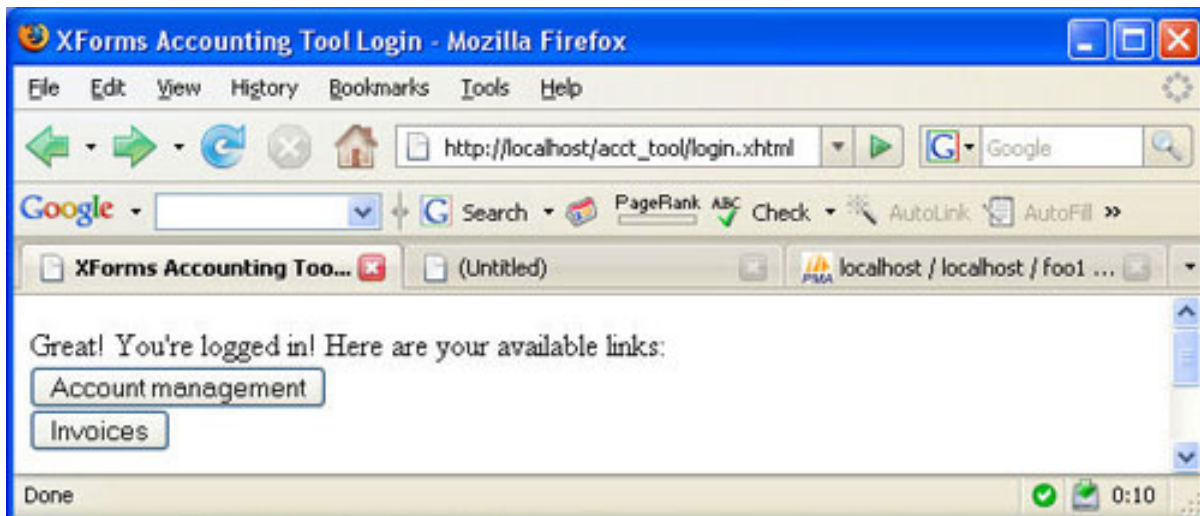 XForms Accounting Tool Login - Mozilla Firefox
File Edit View History Bookmarks Tools Help
http://localhost/acct_tool/login.xhtml G Google
Google G Search PageRank ABC Check AutoLink AutoFill »
XForms Accounting Too... (Untitled) PMA localhost / localhost / foo1 ...
Great! You're logged in! Here are your available links:
Account management
Invoices
Done 0:10